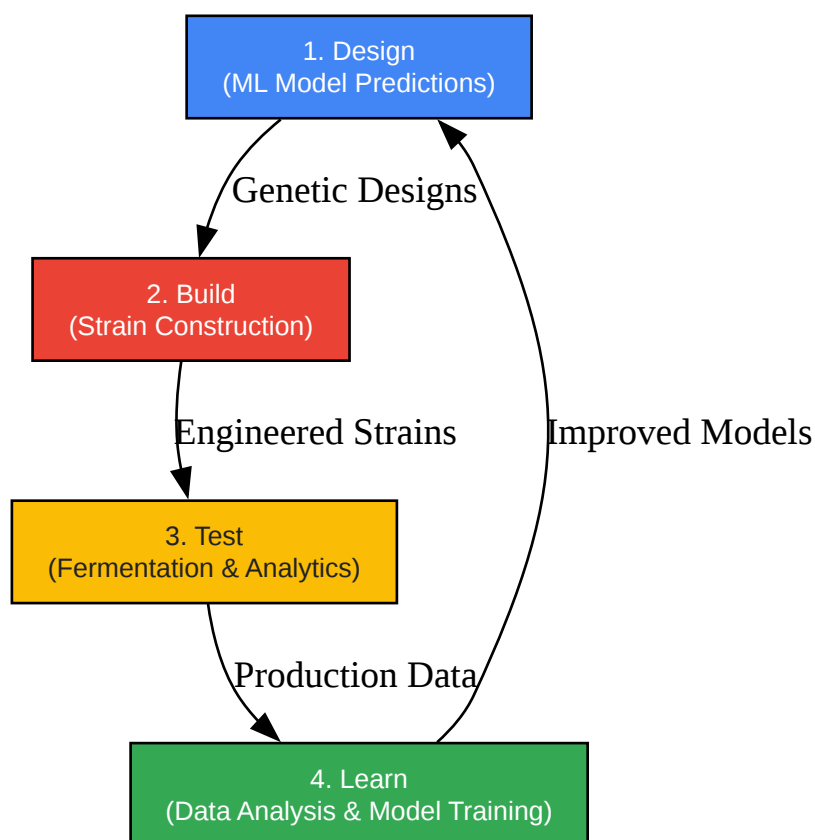 1. Design
(ML Model Predictions)
Genetic Designs
2. Build
(Strain Construction)
Engineered Strains
Improved Models
3. Test
(Fermentation & Analytics)
Production Data
4. Learn
(Data Analysis & Model Training)